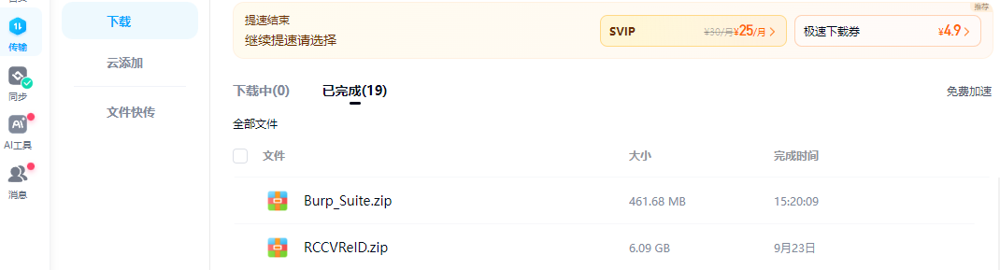 下载
传输
云添加
同步
文件快传
AI工具
消息
推荐
提速结束
继续提速请选择
SVIP ¥30/月¥25/月
极速下载券 ¥4.9
下载中(0) 已完成(19) 免费加速
全部文件
文件 大小 完成时间
Burp_Suite.zip 461.68 MB 15:20:09
RCCVReID.zip 6.09 GB 9月23日